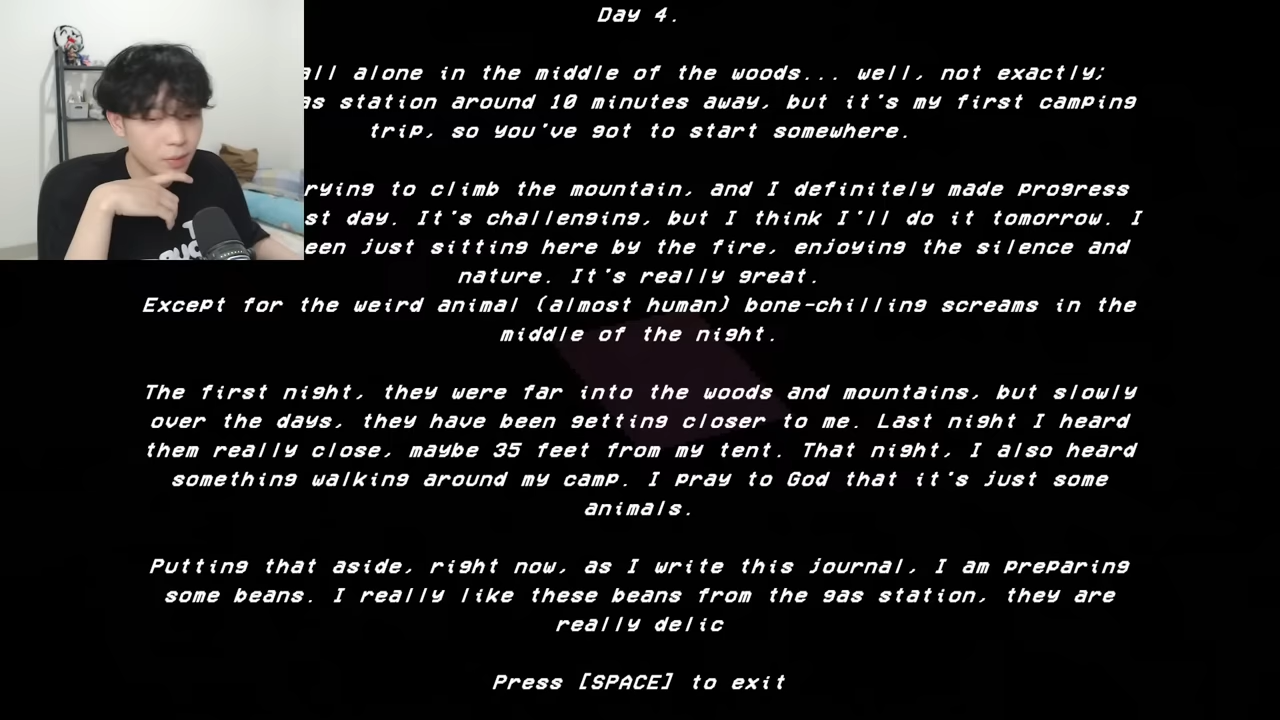 Day 4.
all alone in the middle of the woods... well, not exactly;
as station around 10 minutes away, but it's my first camping
trip, so you've got to start somewhere.
rying to climb the mountain, and I definitely made progress
st day. It's challenging, but I think I'll do it tomorrow. I
een just sitting here by the fire, enjoying the silence and
nature. It's really great.
Except for the weird animal (almost human) bone-chilling screams in the
middle of the night.
The first night, they were far into the woods and mountains, but slowly
over the days, they have been getting closer to me. Last night I heard
them really close, maybe 35 feet from my tent. That night, I also heard
something walking around my camp. I pray to God that it's just some
animals.
Putting that aside, right now, as I write this journal, I am preparing
some beans. I really like these beans from the gas station, they are
really delic
Press [SPACE] to exit